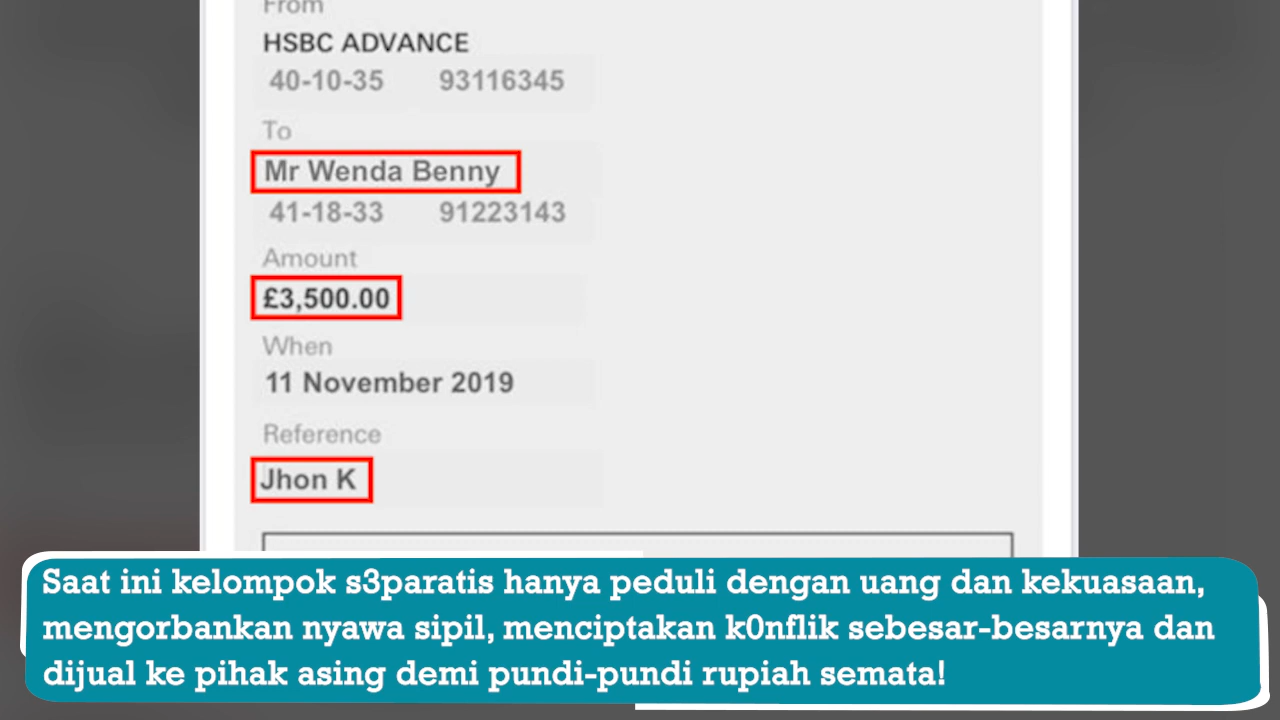 From
HSBC ADVANCE
40-10-35 93116345
To
Mr Wenda Benny
41-18-33 91223143
Amount
£3,500.00
When
11 November 2019
Reference
Jhon K
Saat ini kelompok s3paratis hanya peduli dengan uang dan kekuasaan,
mengorbankan nyawa sipil, menciptakan k0nflik sebesar-besarnya dan
dijual ke pihak asing demi pundi-pundi rupiah semata!